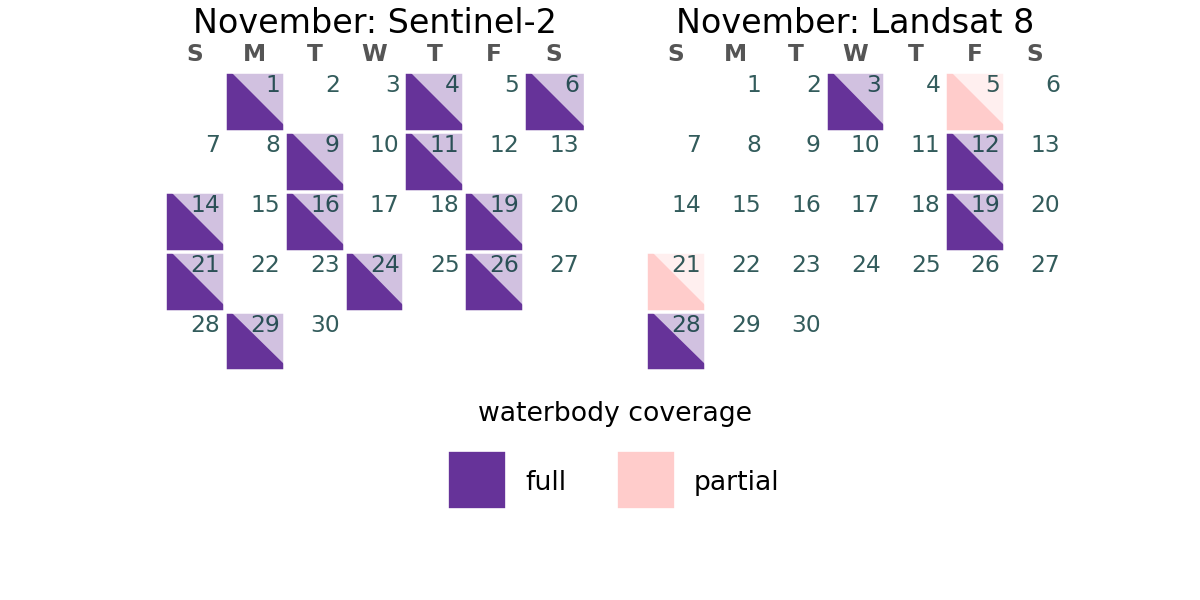 November: Sentinel-2
S M T W T F S
1 2 3 4 5 6
7 8 9 10 11 12 13
14 15 16 17 18 19 20
21 22 23 24 25 26 27
28 29 30
November: Landsat 8
S M T W T F S
1 2 3 4 5 6
7 8 9 10 11 12 13
14 15 16 17 18 19 20
21 22 23 24 25 26 27
28 29 30
waterbody coverage
full partial